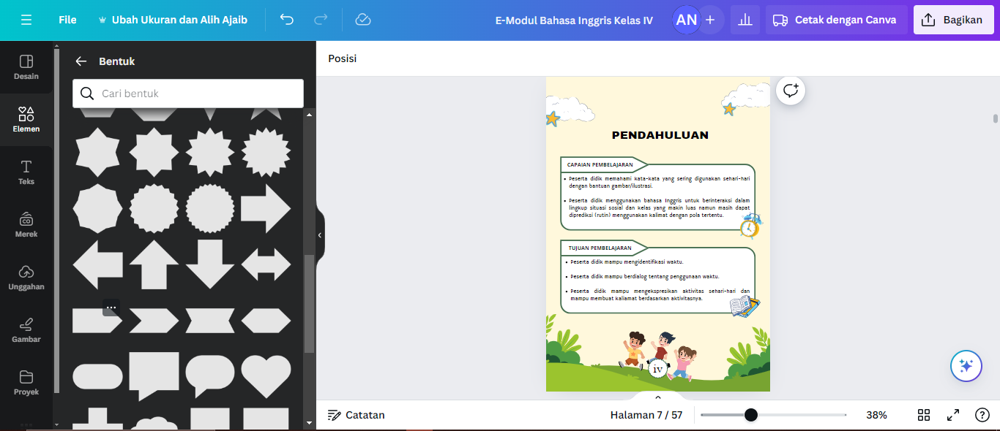 File
Ubah Ukuran dan Alih Ajaib
E-Modul Bahasa Inggris Kelas IV
AN
Cetak dengan Canva
Bagikan
Desain
Elemen
Teks
Merek
Unggahan
Gambar
Proyek
Bentuk
Cari bentuk
Posisi
PENDAHULUAN
CAPAIAN PEMBELAJARAN
• Peserta didik memahami kata-kata yang sering digunakan sehari-hari
dengan bantuan gambar/ilustrasi.
• Peserta didik menggunakan bahasa Inggris untuk berinteraksi dalam
lingkup situasi sosial dan kelas yang makin luas namun masih dapat
diprediksi (rutin) menggunakan kalimat dengan pola tertentu.
TUJUAN PEMBELAJARAN
• Peserta didik mampu mengidentifikasi waktu.
• Peserta didik mampu berdialog tentang penggunaan waktu.
• Peserta didik mampu mengekspresikan aktivitas sehari-hari dan
mampu membuat kaliamat berdasarkan aktivitasnya.
iv
Catatan
Halaman 7 / 57
38%